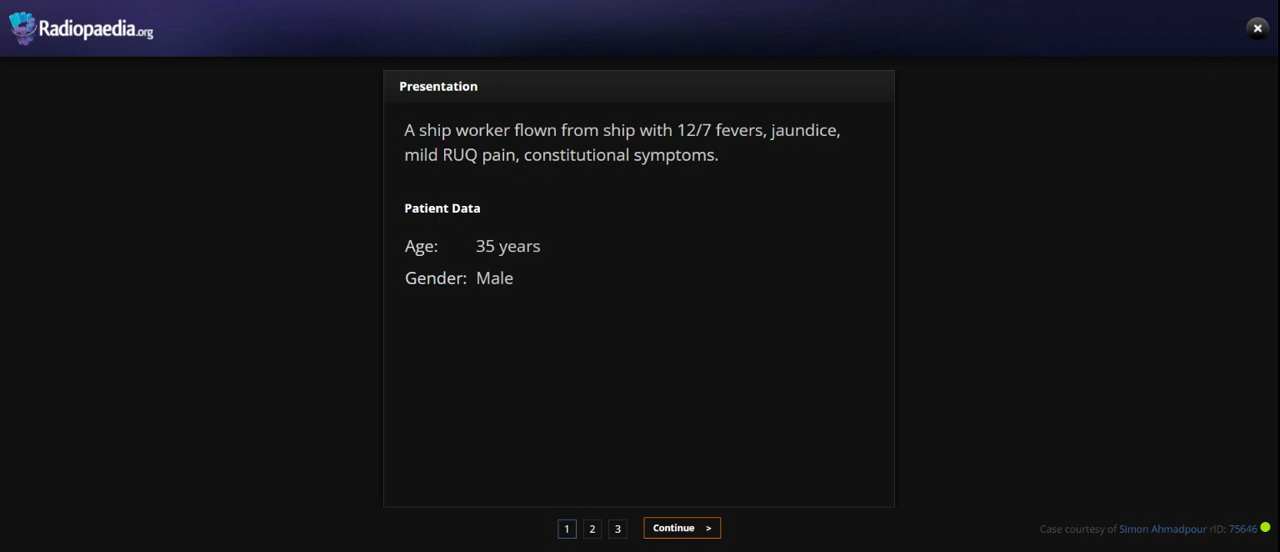 Radiopaedia.org
Presentation
A ship worker flown from ship with 12/7 fevers, jaundice,
mild RUQ pain, constitutional symptoms.
Patient Data
Age: 35 years
Gender: Male
1 2 3 Continue >
Case courtesy of Simon Ahmadpour rID: 75646